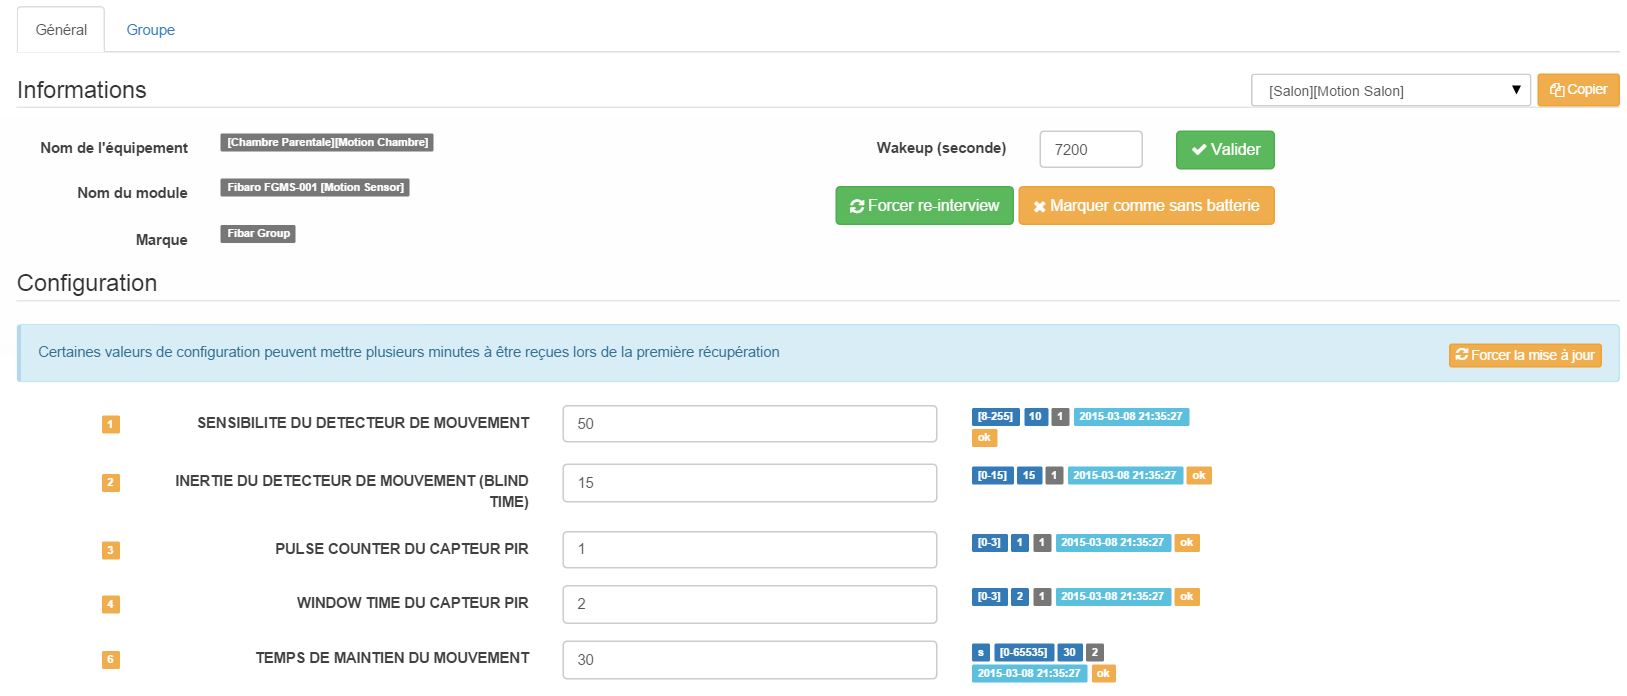 Général Groupe
Informations [Salon][Motion Salon] Copier
Nom de l'équipement [Chambre Parentale][Motion Chambre] Wakeup (seconde) 7200 Valider
Nom du module Fibaro FGMS-001 [Motion Sensor] Forcer re-interview Marquer comme sans batterie
Marque Fibar Group
Configuration
Certaines valeurs de configuration peuvent mettre plusieurs minutes à être reçues lors de la première récupération Forcer la mise à jour
1 SENSIBILITE DU DETECTEUR DE MOUVEMENT 50 [8-255] 10 1 2015-03-08 21:35:27
ok
2 INERTIE DU DETECTEUR DE MOUVEMENT (BLIND 15 [0-15] 15 1 2015-03-08 21:35:27 ok
TIME)
3 PULSE COUNTER DU CAPTEUR PIR 1 [0-3] 1 1 2015-03-08 21:35:27 ok
4 WINDOW TIME DU CAPTEUR PIR 2 [0-3] 2 1 2015-03-08 21:35:27 ok
6 TEMPS DE MAINTIEN DU MOUVEMENT 30 s [0-65535] 30 2
2015-03-08 21:35:27 ok